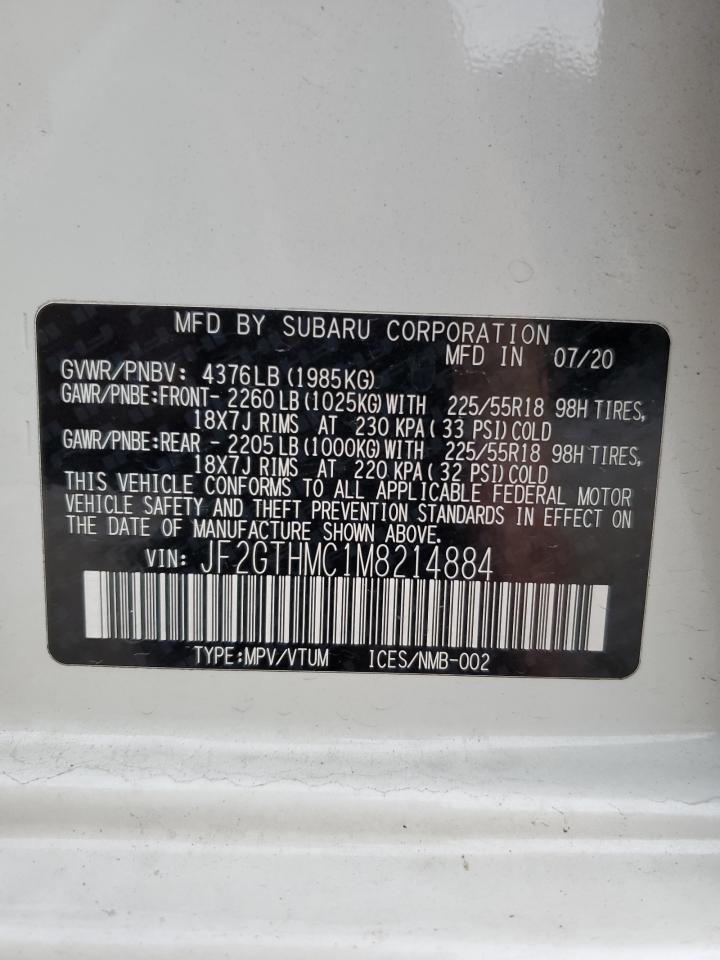 MFD BY SUBARU CORPORATION
MFD IN 07/20
GVWR/PNBV: 4376LB (1985KG)
GAWR/PNBE:FRONT- 2260 LB (1025KG) WITH 225/55R18 98H TIRES,
18X7J RIMS AT 230 KPA ( 33 PSI) COLD
GAWR/PNBE:REAR - 2205 LB (1000KG) WITH 225/55R18 98H TIRES,
18X7J RIMS AT 220 KPA ( 32 PSI) COLD
THIS VEHICLE CONFORMS TO ALL APPLICABLE FEDERAL MOTOR
VEHICLE SAFETY AND THEFT PREVENTION STANDARDS IN EFFECT ON
THE DATE OF MANUFACTURE SHOWN ABOVE.
VIN: JF2GTHMC1M8214884
TYPE:MPV/VTUM ICES/NMB-002